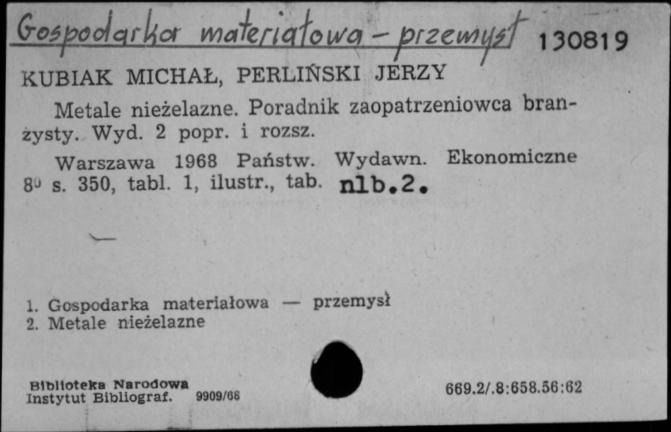 Gospodarka materiałowa - przemysł 130819
KUBIAK MICHAŁ, PERLIŃSKI JERZY
Metale nieżelazne. Poradnik zaopatrzeniowca bran-
żysty. Wyd. 2 popr. i rozsz.
Warszawa 1968 Państw. Wydawn. Ekonomiczne
8⁰ s. 350, tabl. 1, ilustr., tab. nlb.2.
1. Gospodarka materiałowa — przemysł
2. Metale nieżelazne
Biblioteka Narodowa
Instytut Bibliograf. 9909/68 669.2/.8:658.56:62